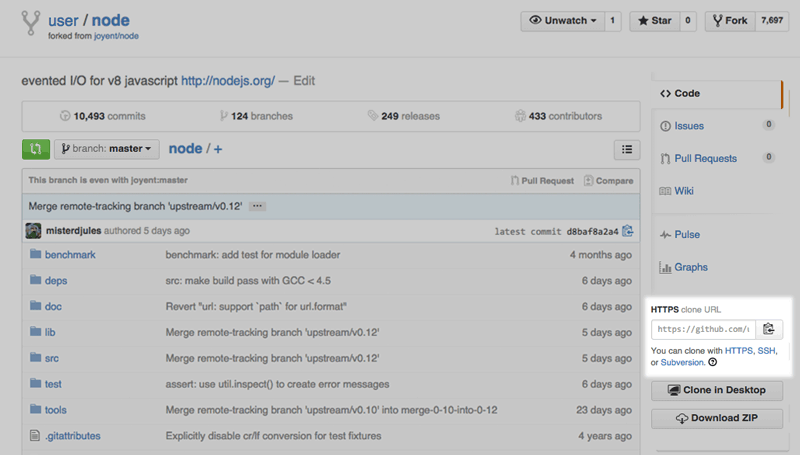 user / node
Unwatch 1 Star 0 Fork 7,697
forked from joyent/node
evented I/O for v8 javascript http://nodejs.org/ — Edit
10,493 commits 124 branches 249 releases 433 contributors
branch: master node / +
This branch is even with joyent:master Pull Request Compare
Merge remote-tracking branch 'upstream/v0.12' ...
misterdjules authored 5 days ago latest commit d8baf8a2a4
benchmark benchmark: add test for module loader 4 months ago
deps src: make build pass with GCC < 4.5 6 days ago
doc Revert "url: support `path` for url.format" 6 days ago
lib Merge remote-tracking branch 'upstream/v0.12' 5 days ago
src Merge remote-tracking branch 'upstream/v0.12' 5 days ago
test assert: use util.inspect() to create error messages 6 days ago
tools Merge remote-tracking branch 'upstream/v0.10' into merge-0-10-into-0-12 23 days ago
.gitattributes Explicitly disable cr/lf conversion for test fixtures 4 years ago
Code
Issues 0
Pull Requests 0
Wiki
Pulse
Graphs
HTTPS clone URL
https://github.com/
You can clone with HTTPS, SSH,
or Subversion.
Clone in Desktop
Download ZIP